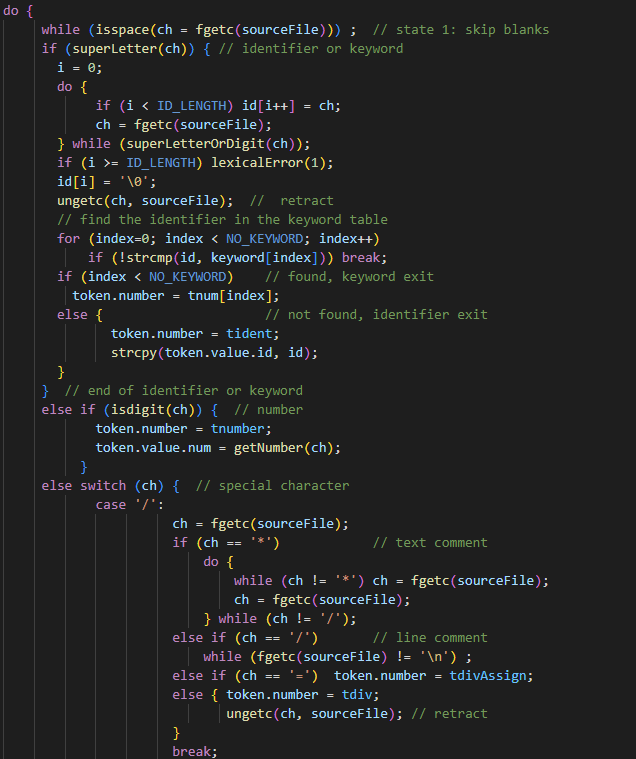 do {
while (isspace(ch = fgetc(sourceFile))) ;  // state 1: skip blanks
if (superLetter(ch)) { // identifier or keyword
i = 0;
do {
if (i < ID_LENGTH) id[i++] = ch;
ch = fgetc(sourceFile);
} while (superLetterOrDigit(ch));
if (i >= ID_LENGTH) lexicalError(1);
id[i] = '\0';
ungetc(ch, sourceFile);  //  retract
// find the identifier in the keyword table
for (index=0; index < NO_KEYWORD; index++)
if (!strcmp(id, keyword[index])) break;
if (index < NO_KEYWORD)    // found, keyword exit
token.number = tnum[index];
else {                    // not found, identifier exit
token.number = tident;
strcpy(token.value.id, id);
}
}  // end of identifier or keyword
else if (isdigit(ch)) {  // number
token.number = tnumber;
token.value.num = getNumber(ch);
}
else switch (ch) {  // special character
case '/':
ch = fgetc(sourceFile);
if (ch == '*')            // text comment
do {
while (ch != '*') ch = fgetc(sourceFile);
ch = fgetc(sourceFile);
} while (ch != '/');
else if (ch == '/')       // line comment
while (fgetc(sourceFile) != '\n') ;
else if (ch == '=')  token.number = tdivAssign;
else { token.number = tdiv;
ungetc(ch, sourceFile); // retract
}
break;